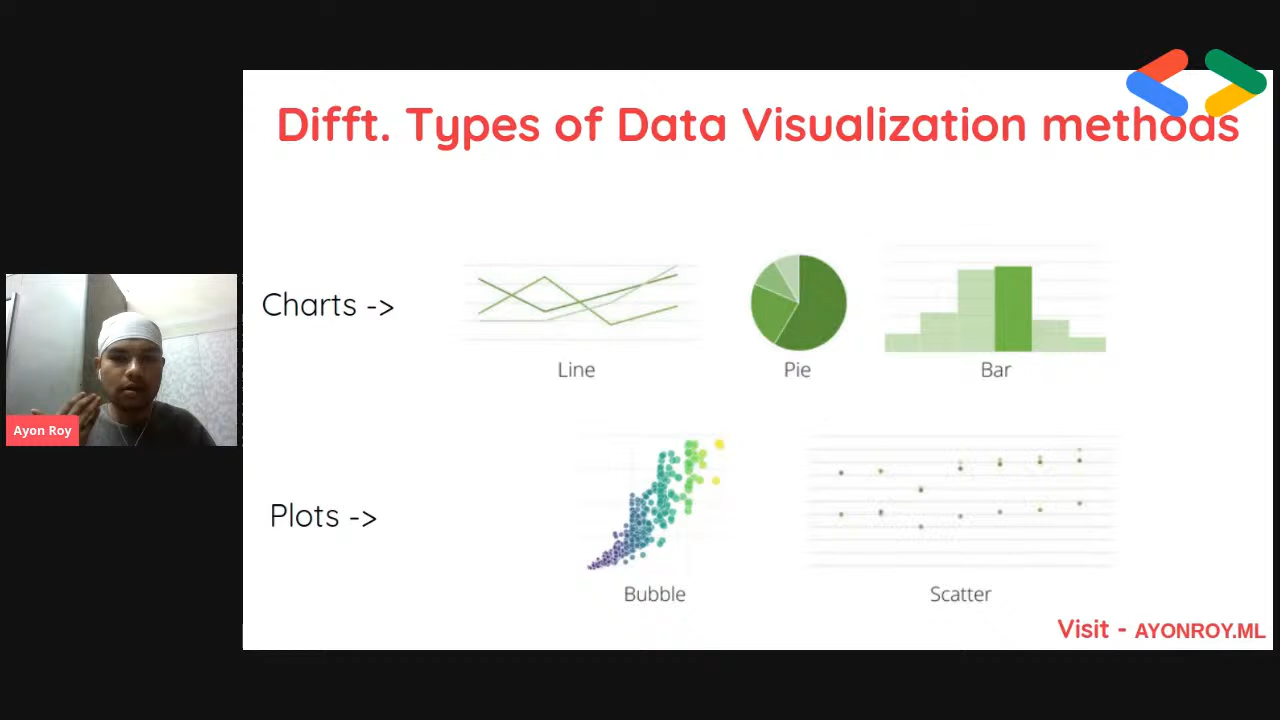 Difft. Types of Data Visualization methods
Charts ->
Line
Pie
Bar
Ayon Roy
Plots ->
Bubble
Scatter
Visit - AYONROY.ML